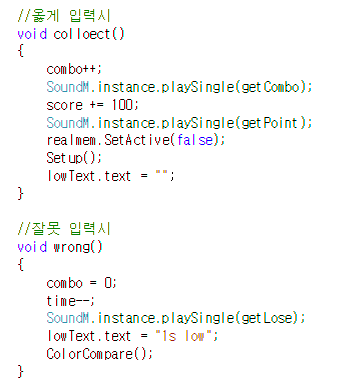 //옳게 입력시
void colloect()
{
combo++;
SoundM.instance.playSingle(getCombo);
score += 100;
SoundM.instance.playSingle(getPoint);
realmem.SetActive(false);
Setup();
lowText.text = "";
}
//잘못 입력시
void wrong()
{
combo = 0;
time--;
SoundM.instance.playSingle(getLose);
lowText.text = "1s low";
ColorCompare();
}